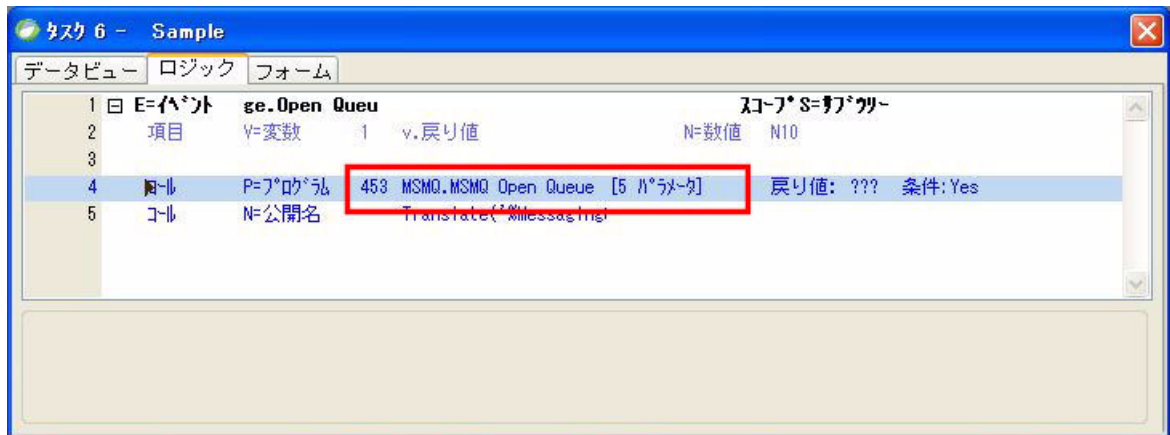 タスク 6 - Sample
データビュー ロジック フォーム
1 E=イベント ge.Open Queu スコープ S=サブツリー
2 項目 V=変数 1 v.戻り値 N=数値 N10
3
4 コール P=プログラム 453 MSMQ.MSMQ Open Queue [5 パラメータ] 戻り値: ??? 条件:Yes
5 コール N=公開名 Translate('%Messaging